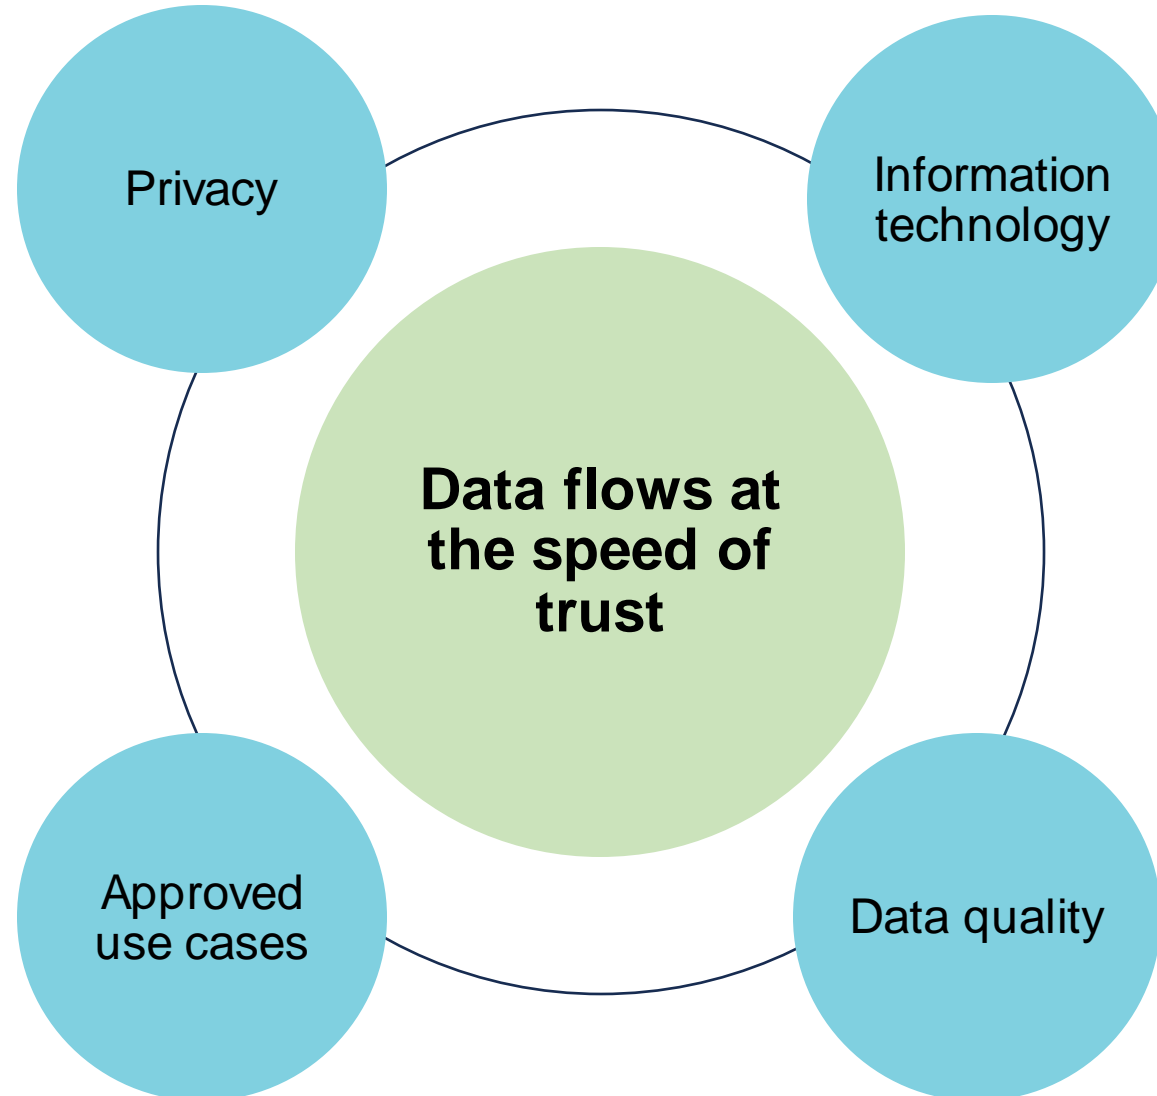 Privacy
Information
technology
Data flows at
the speed of
trust
Approved
use cases
Data quality